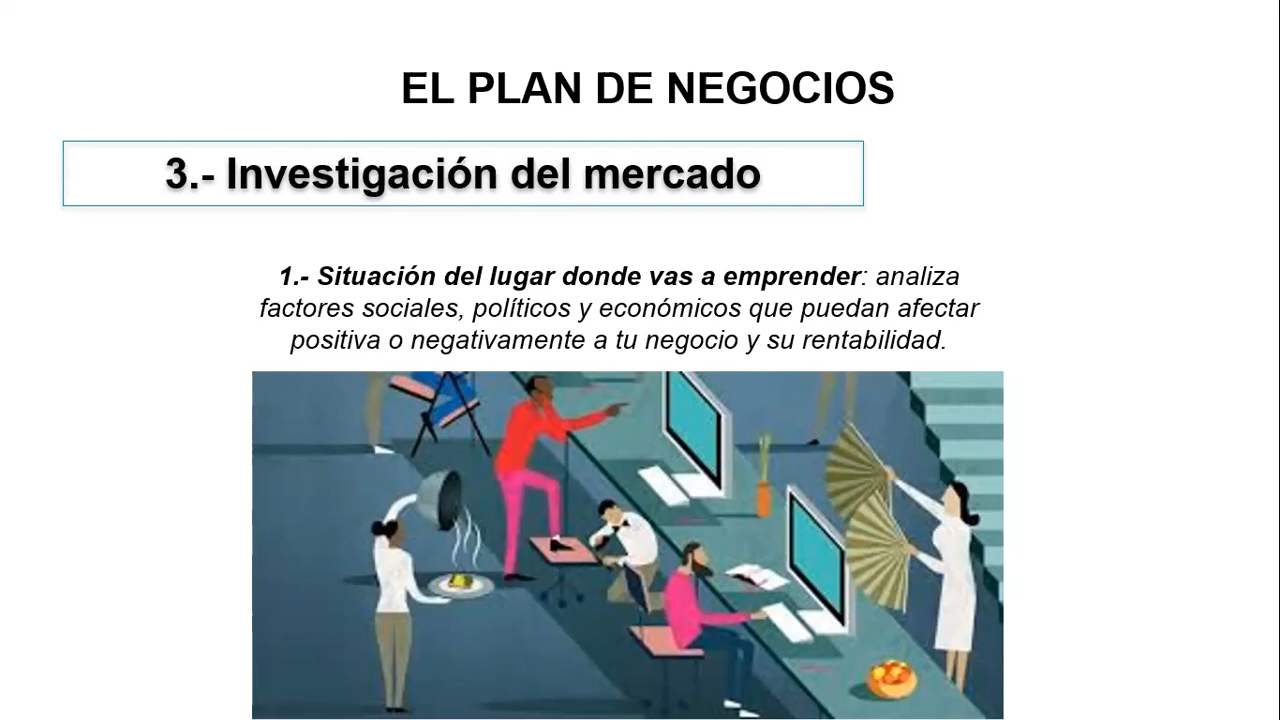 EL PLAN DE NEGOCIOS
3.- Investigación del mercado
1.- Situación del lugar donde vas a emprender: analiza
factores sociales, políticos y económicos que puedan afectar
positiva o negativamente a tu negocio y su rentabilidad.